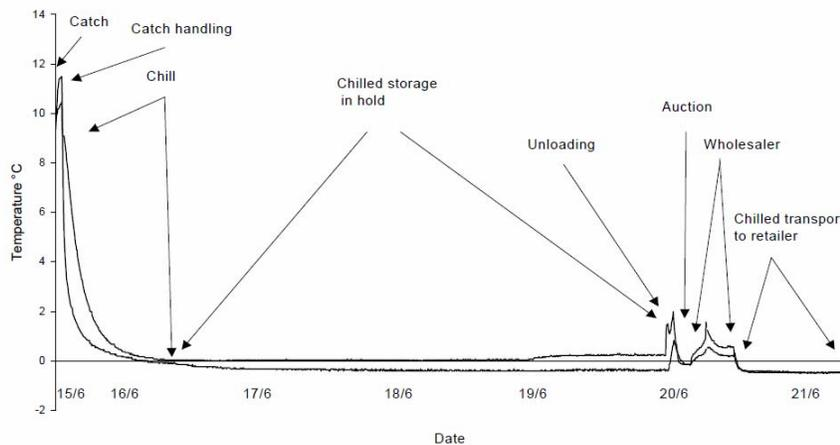 14
12
10
8
6
4
2
0
-2
Temperature °C
Catch
Catch handling
Chill
Chilled storage
in hold
Unloading
Auction
Wholesaler
Chilled transpor
to retailer
15/6 16/6 17/6 18/6 19/6 20/6 21/6
Date